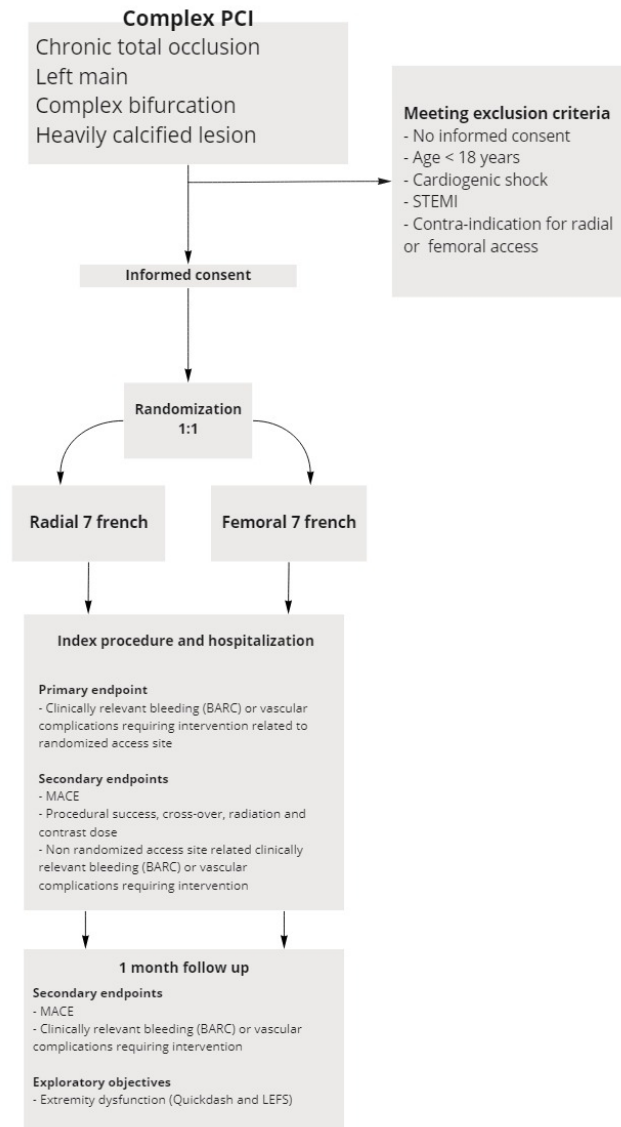 Complex PCI
Chronic total occlusion
Left main
Complex bifurcation
Heavily calcified lesion
Meeting exclusion criteria
- No informed consent
- Age < 18 years
- Cardiogenic shock
- STEMI
- Contra-indication for radial
or femoral access
Informed consent
Randomization
1:1
Radial 7 french
Femoral 7 french
Index procedure and hospitalization
Primary endpoint
- Clinically relevant bleeding (BARC) or vascular
complications requiring intervention related to
randomized access site
Secondary endpoints
- MACE
- Procedural success, cross-over, radiation and
contrast dose
- Non randomized access site related clinically
relevant bleeding (BARC) or vascular
complications requiring intervention
1 month follow up
Secondary endpoints
- MACE
- Clinically relevant bleeding (BARC) or vascular
complications requiring intervention
Exploratory objectives
- Extremity dysfunction (Quickdash and LEFS)